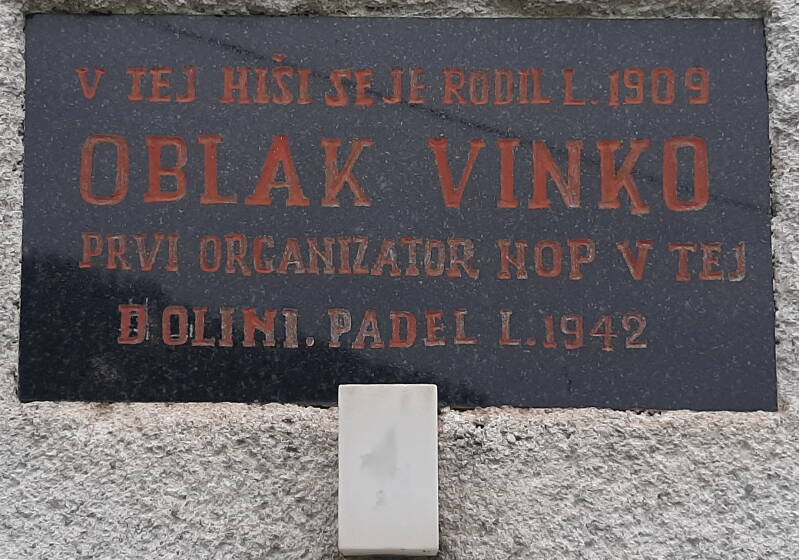 V TEJ HIŠI SE JE RODIL L. 1909
OBLAK VINKO
PRVI ORGANIZATOR NOP V TEJ
DOLINI. PADEL L. 1942